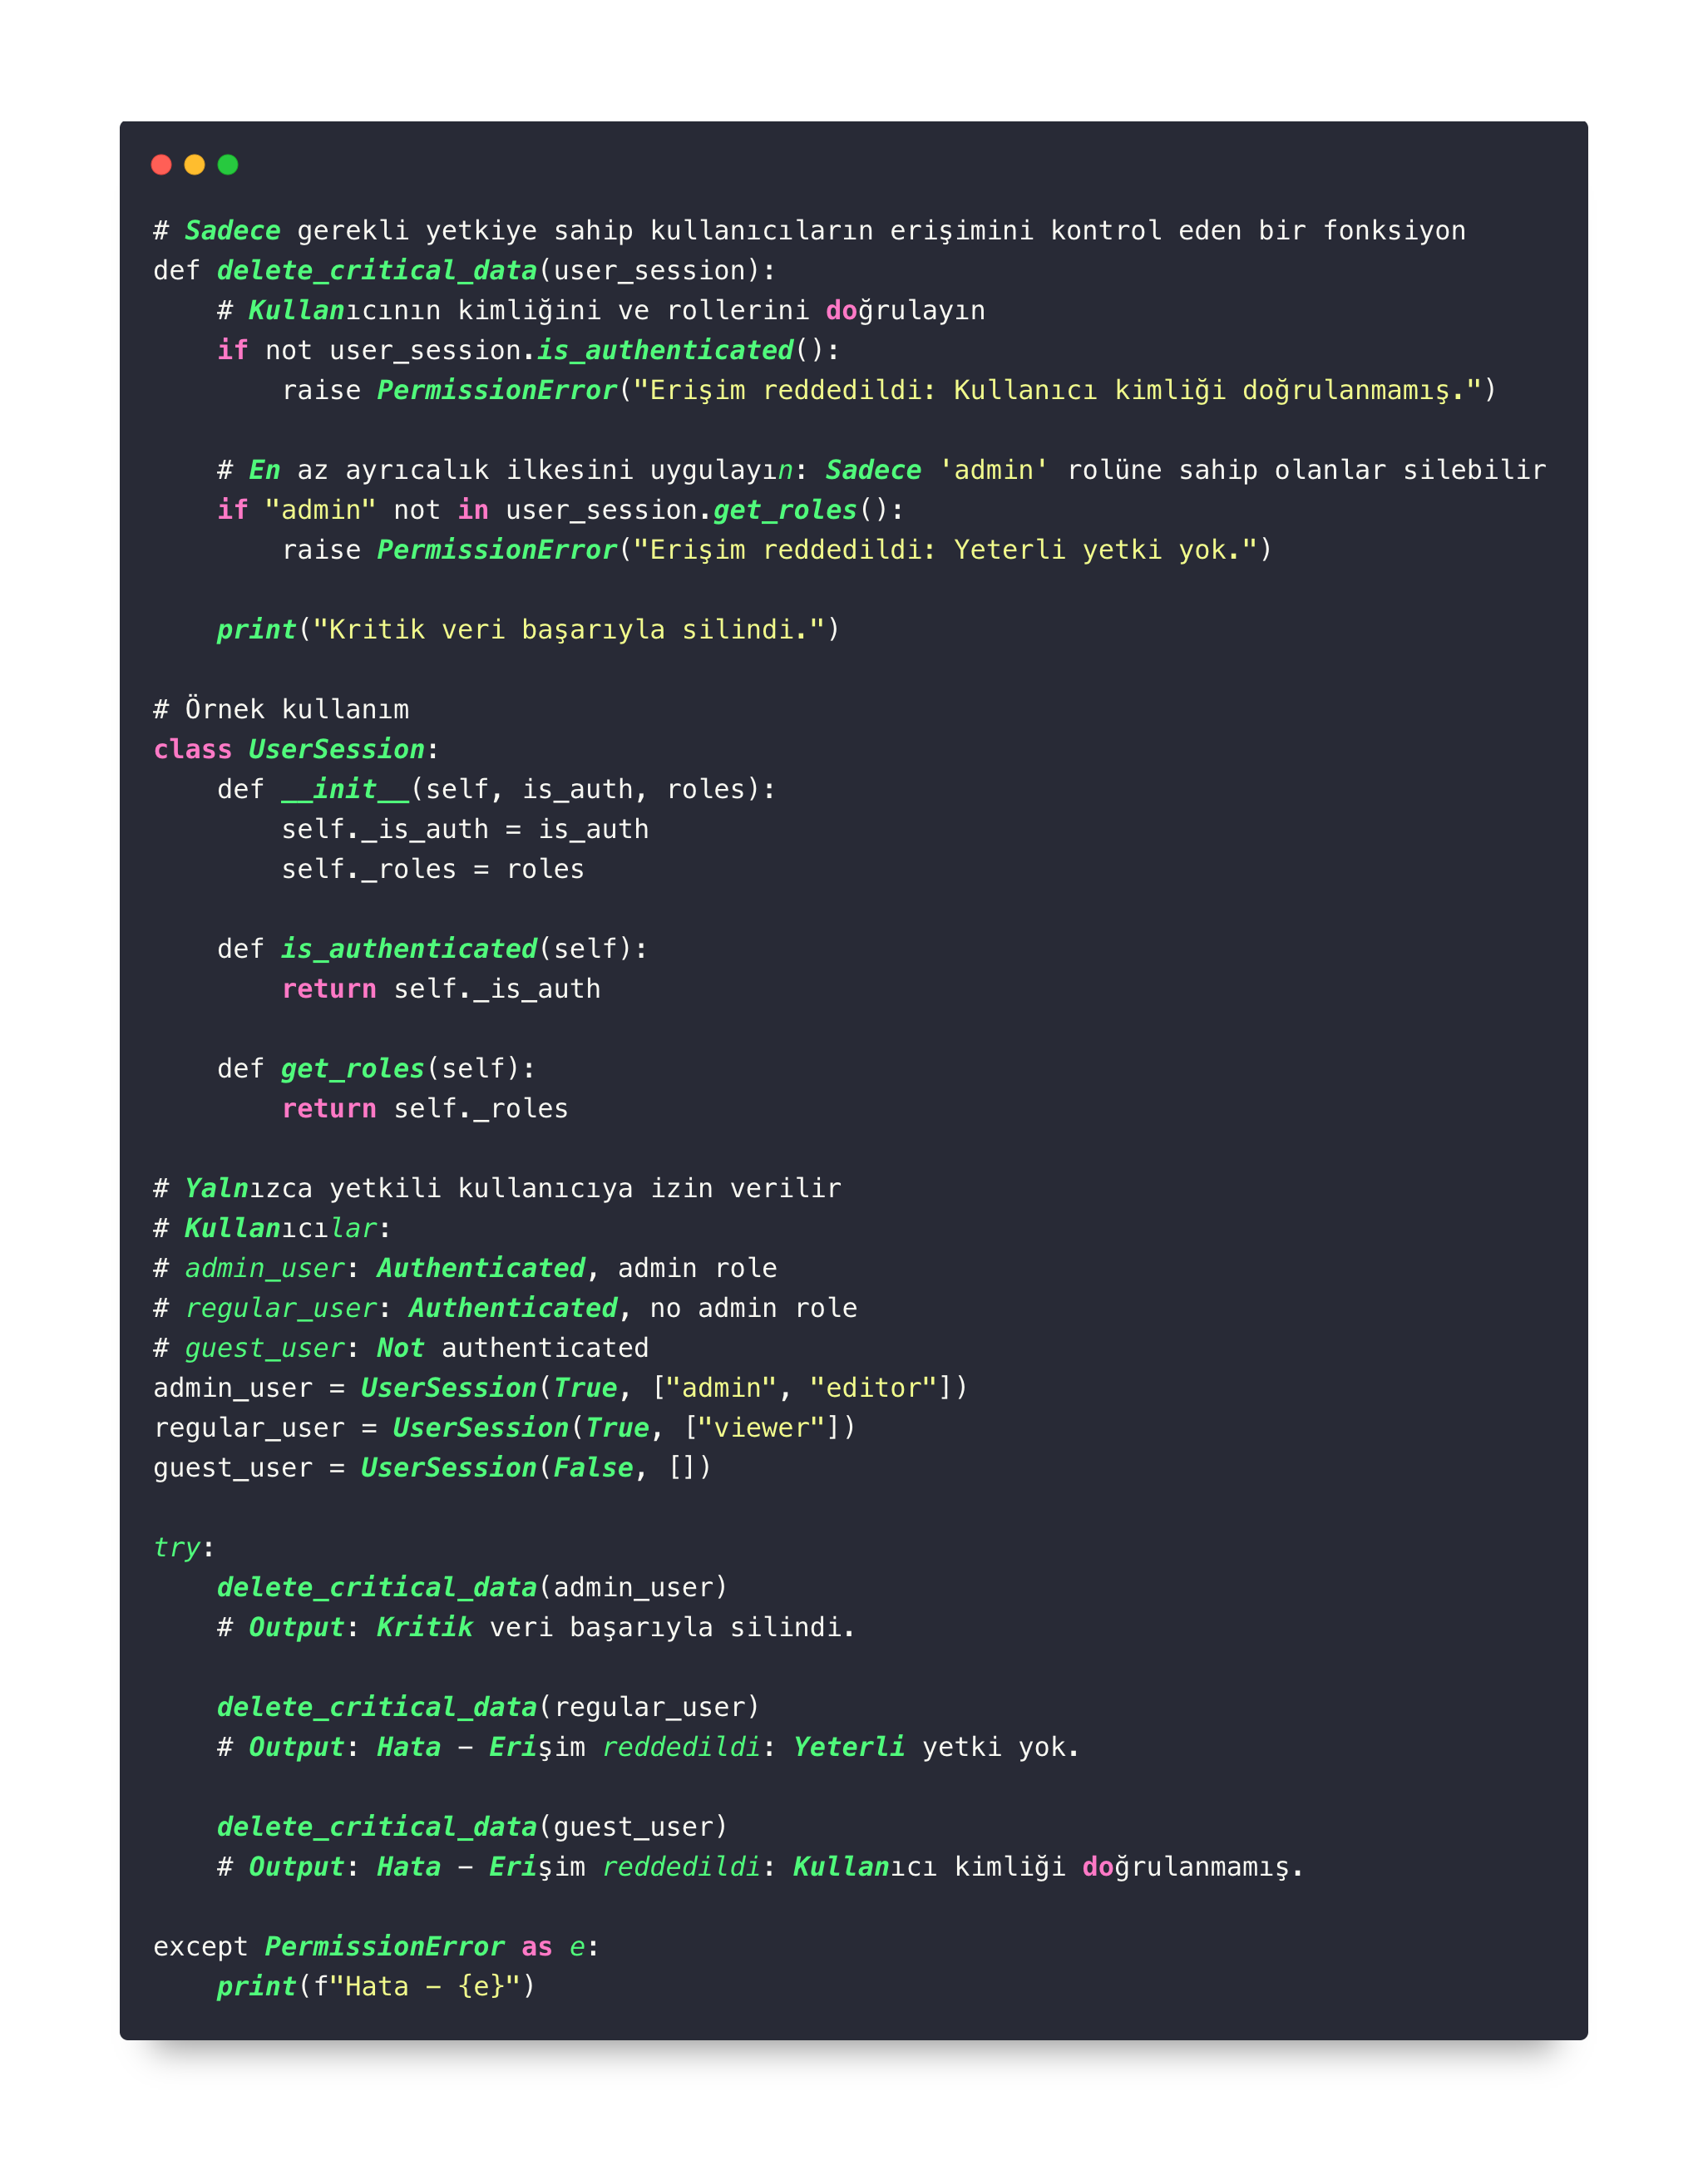 # Sadece gerekli yetkiye sahip kullanıcıların erişimini kontrol eden bir fonksiyon
def delete_critical_data(user_session):
    # Kullanıcının kimliğini ve rollerini doğrulayın
    if not user_session.is_authenticated():
        raise PermissionError("Erişim reddedildi: Kullanıcı kimliği doğrulanmamış.")

    # En az ayrıcalık ilkesini uygulayın: Sadece 'admin' rolüne sahip olanlar silebilir
    if "admin" not in user_session.get_roles():
        raise PermissionError("Erişim reddedildi: Yeterli yetki yok.")

    print("Kritik veri başarıyla silindi.")

# Örnek kullanım
class UserSession:
    def __init__(self, is_auth, roles):
        self._is_auth = is_auth
        self._roles = roles

    def is_authenticated(self):
        return self._is_auth

    def get_roles(self):
        return self._roles

# Yalnızca yetkili kullanıcıya izin verilir
# Kullanıcılar:
# admin_user: Authenticated, admin role
# regular_user: Authenticated, no admin role
# guest_user: Not authenticated
admin_user = UserSession(True, ["admin", "editor"])
regular_user = UserSession(True, ["viewer"])
guest_user = UserSession(False, [])

try:
    delete_critical_data(admin_user)
    # Output: Kritik veri başarıyla silindi.

    delete_critical_data(regular_user)
    # Output: Hata - Erişim reddedildi: Yeterli yetki yok.

    delete_critical_data(guest_user)
    # Output: Hata - Erişim reddedildi: Kullanıcı kimliği doğrulanmamış.

except PermissionError as e:
    print(f"Hata - {e}")